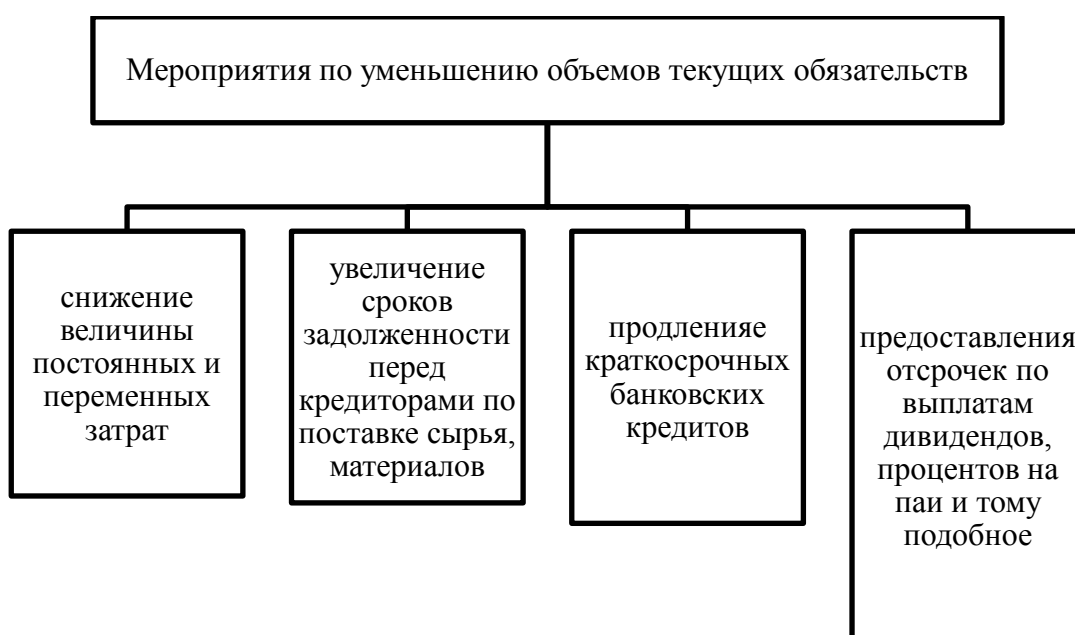 Мероприятия по уменьшению объемов текущих обязательств
снижение
величины
постоянных и
переменных
затрат
увеличение
сроков
задолженности
перед
кредиторами по
поставке сырья,
материалов
продленияе
краткосрочных
банковских
кредитов
предоставления
отсрочек по
выплатам
дивидендов,
процентов на
паи и тому
подобное